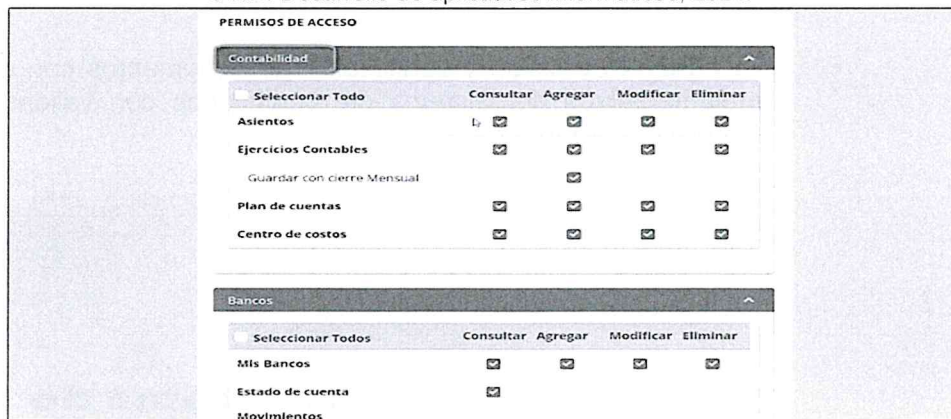 PERMISOS DE ACCESO
Contabilidad
Seleccionar Todo Consultar Agregar Modificar Eliminar
Asientos
Ejercicios Contables
Guardar con cierre Mensual
Plan de cuentas
Centro de costos
Bancos
Seleccionar Todos Consultar Agregar Modificar Eliminar
Mis Bancos
Estado de cuenta
Movimientos